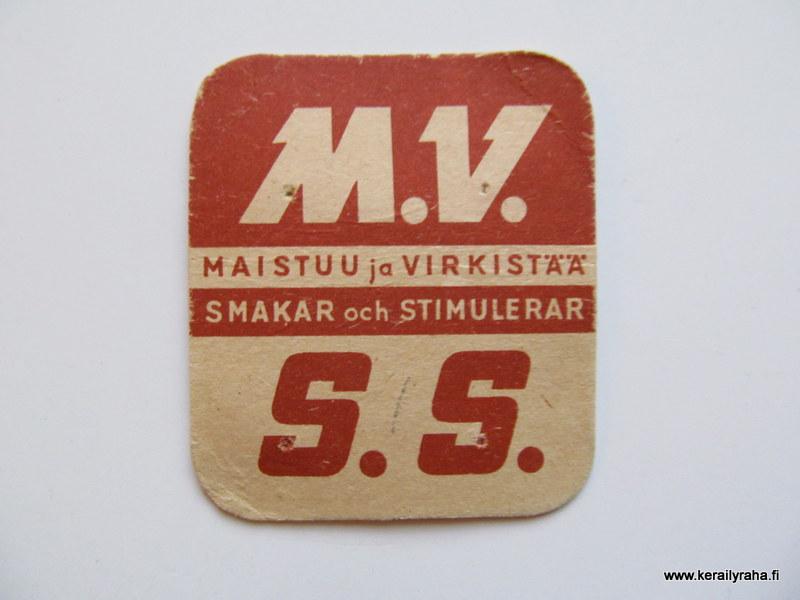 M.V.
MAISTUU ja VIRKISTÄÄ
SMAKAR och STIMULERAR
S.S.
www.kerailyraha.fi